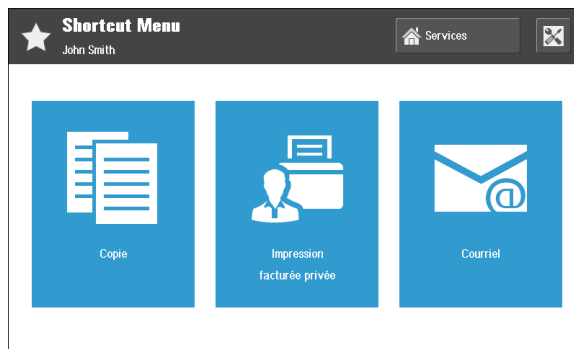 Shortcut Menu
John Smith
Services
Copie
Impression
facturée privée
Courriel